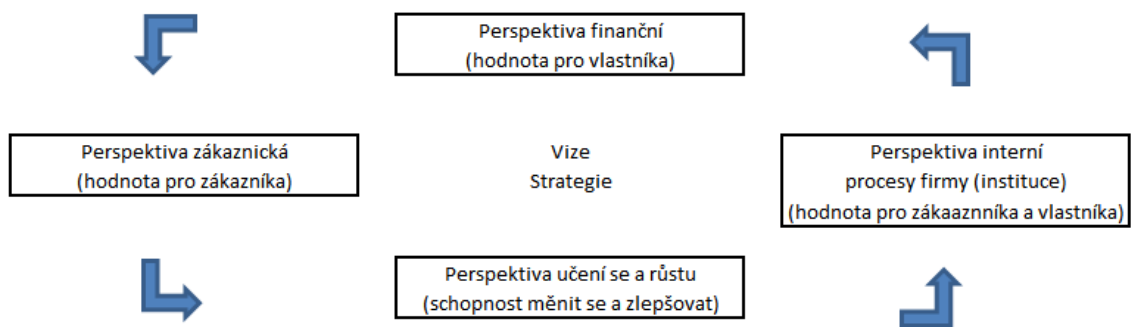 Perspektiva finanční
(hodnota pro vlastníka)
Perspektiva zákaznická
(hodnota pro zákazníka)
Vize
Strategie
Perspektiva interní
procesy firmy (instituce)
(hodnota pro zákaaznníka a vlastníka)
Perspektiva učení se a růstu
(schopnost měnit se a zlepšovat)